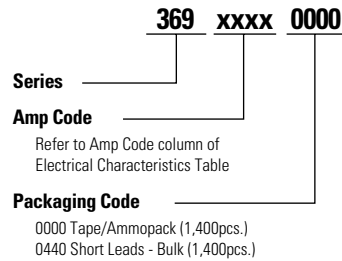 369 xxxx 0000
Series
Amp Code
Refer to Amp Code column of
Electrical Characteristics Table
Packaging Code
0000 Tape/Ammopack (1,400pcs.)
0440 Short Leads - Bulk (1,400pcs.)